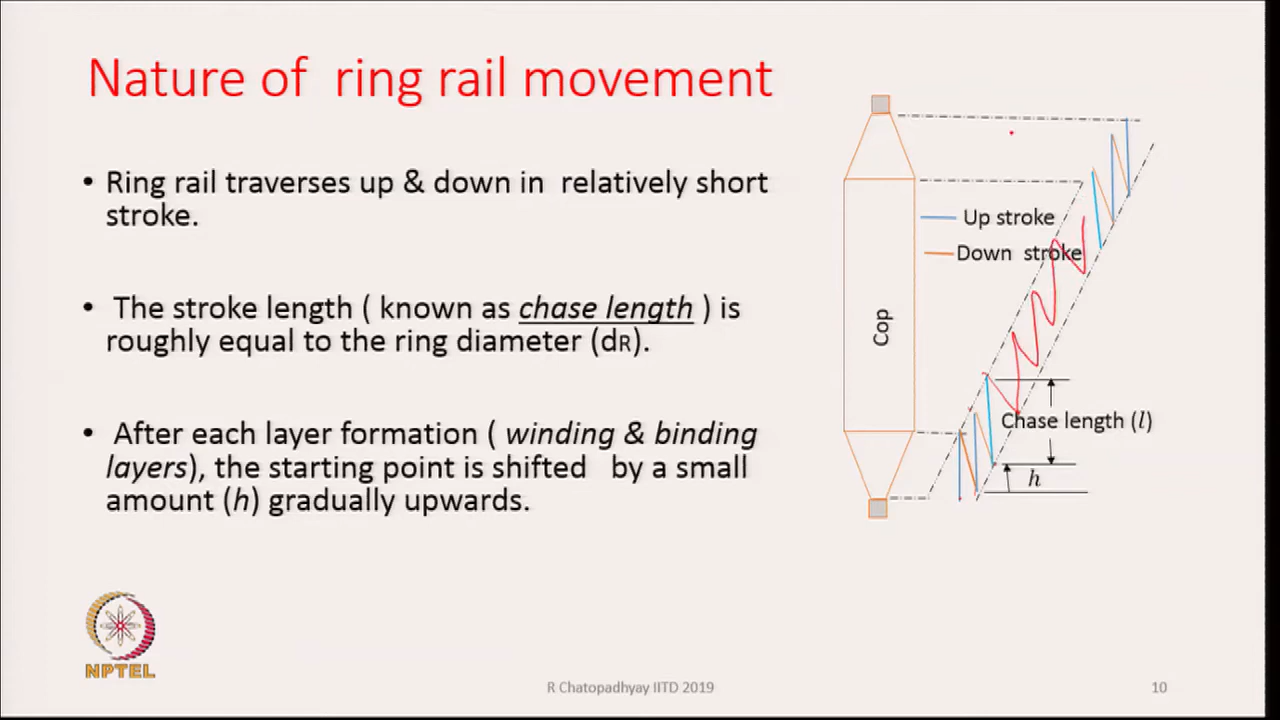 Nature of ring rail movement
• Ring rail traverses up & down in relatively short
stroke.
• The stroke length ( known as chase length ) is
roughly equal to the ring diameter (dR).
• After each layer formation ( winding & binding
layers), the starting point is shifted by a small
amount (h) gradually upwards.
Up stroke
Down stroke
Cop
Chase length (l)
h
NPTEL
R Chatopadhyay IITD 2019
10